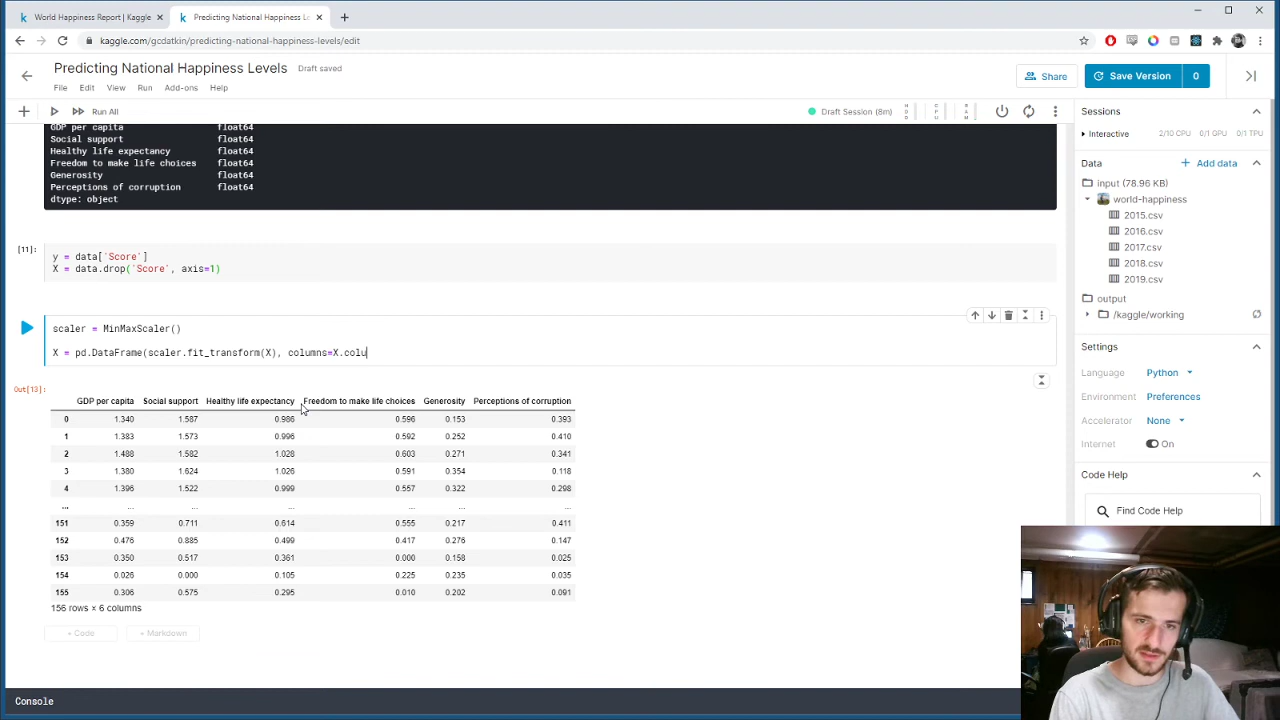 World Happiness Report | Kaggle
Predicting National Happiness Le
kaggle.com/gcdatkin/predicting-national-happiness-levels/edit
Predicting National Happiness Levels
Draft saved
File
Edit
View
Run
Add-ons
Help
Share
Save Version
0
Run All
Draft Session (8m)
GDP per capita float64
Social support float64
Healthy life expectancy float64
Freedom to make life choices float64
Generosity float64
Perceptions of corruption float64
dtype: object
[11]:
y = data['Score']
X = data.drop('Score', axis=1)
scaler = MinMaxScaler()
X = pd.DataFrame(scaler.fit_transform(X), columns=X.colu
Out[13]:
GDP per capita Social support Healthy life expectancy Freedom to make life choices Generosity Perceptions of corruption
0 1.340 1.587 0.986 0.596 0.153 0.393
1 1.383 1.573 0.996 0.592 0.252 0.410
2 1.488 1.582 1.028 0.603 0.271 0.341
3 1.380 1.624 1.026 0.591 0.354 0.118
4 1.396 1.522 0.999 0.557 0.322 0.298
... ... ... ... ... ... ...
151 0.359 0.711 0.614 0.555 0.217 0.411
152 0.476 0.885 0.499 0.417 0.276 0.147
153 0.350 0.517 0.361 0.000 0.158 0.025
154 0.026 0.000 0.105 0.225 0.235 0.035
155 0.306 0.575 0.295 0.010 0.202 0.091
156 rows × 6 columns
+ Code
+ Markdown
Console
Sessions
Interactive
2/10 CPU 0/1 GPU 0/1 TPU
Data
+ Add data
input (78.96 KB)
world-happiness
2015.csv
2016.csv
2017.csv
2018.csv
2019.csv
output
/kaggle/working
Settings
Language Python
Environment Preferences
Accelerator None
Internet On
Code Help
Find Code Help